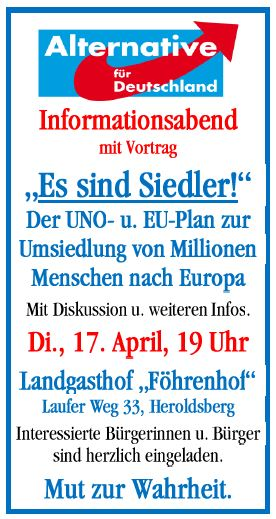 Alternative
für
Deutschland
Informationsabend
mit Vortrag
„Es sind Siedler!“
Der UNO- u. EU-Plan zur
Umsiedlung von Millionen
Menschen nach Europa
Mit Diskussion u. weiteren Infos.
Di., 17. April, 19 Uhr
Landgasthof „Föhrenhof“
Laufer Weg 33, Heroldsberg
Interessierte Bürgerinnen u. Bürger
sind herzlich eingeladen.
Mut zur Wahrheit.